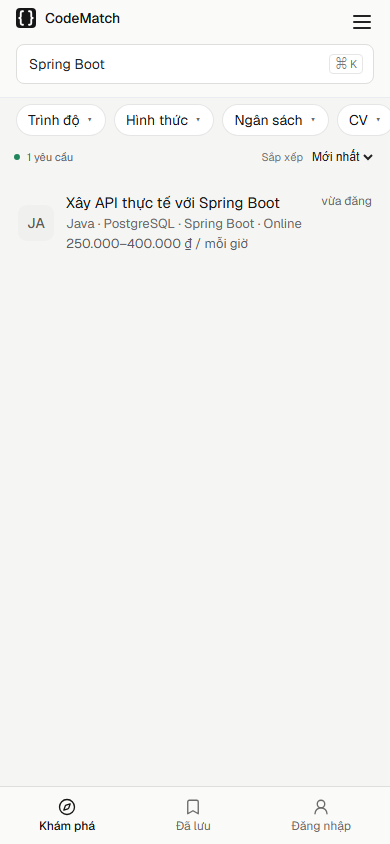 {} CodeMatch
Spring Boot ⌘ K
Trình độ Hình thức Ngân sách CV
1 yêu cầu Sắp xếp Mới nhất
Xây API thực tế với Spring Boot vừa đăng
JA Java · PostgreSQL · Spring Boot · Online
250.000–400.000 ₫ / mỗi giờ
Khám phá Đã lưu Đăng nhập